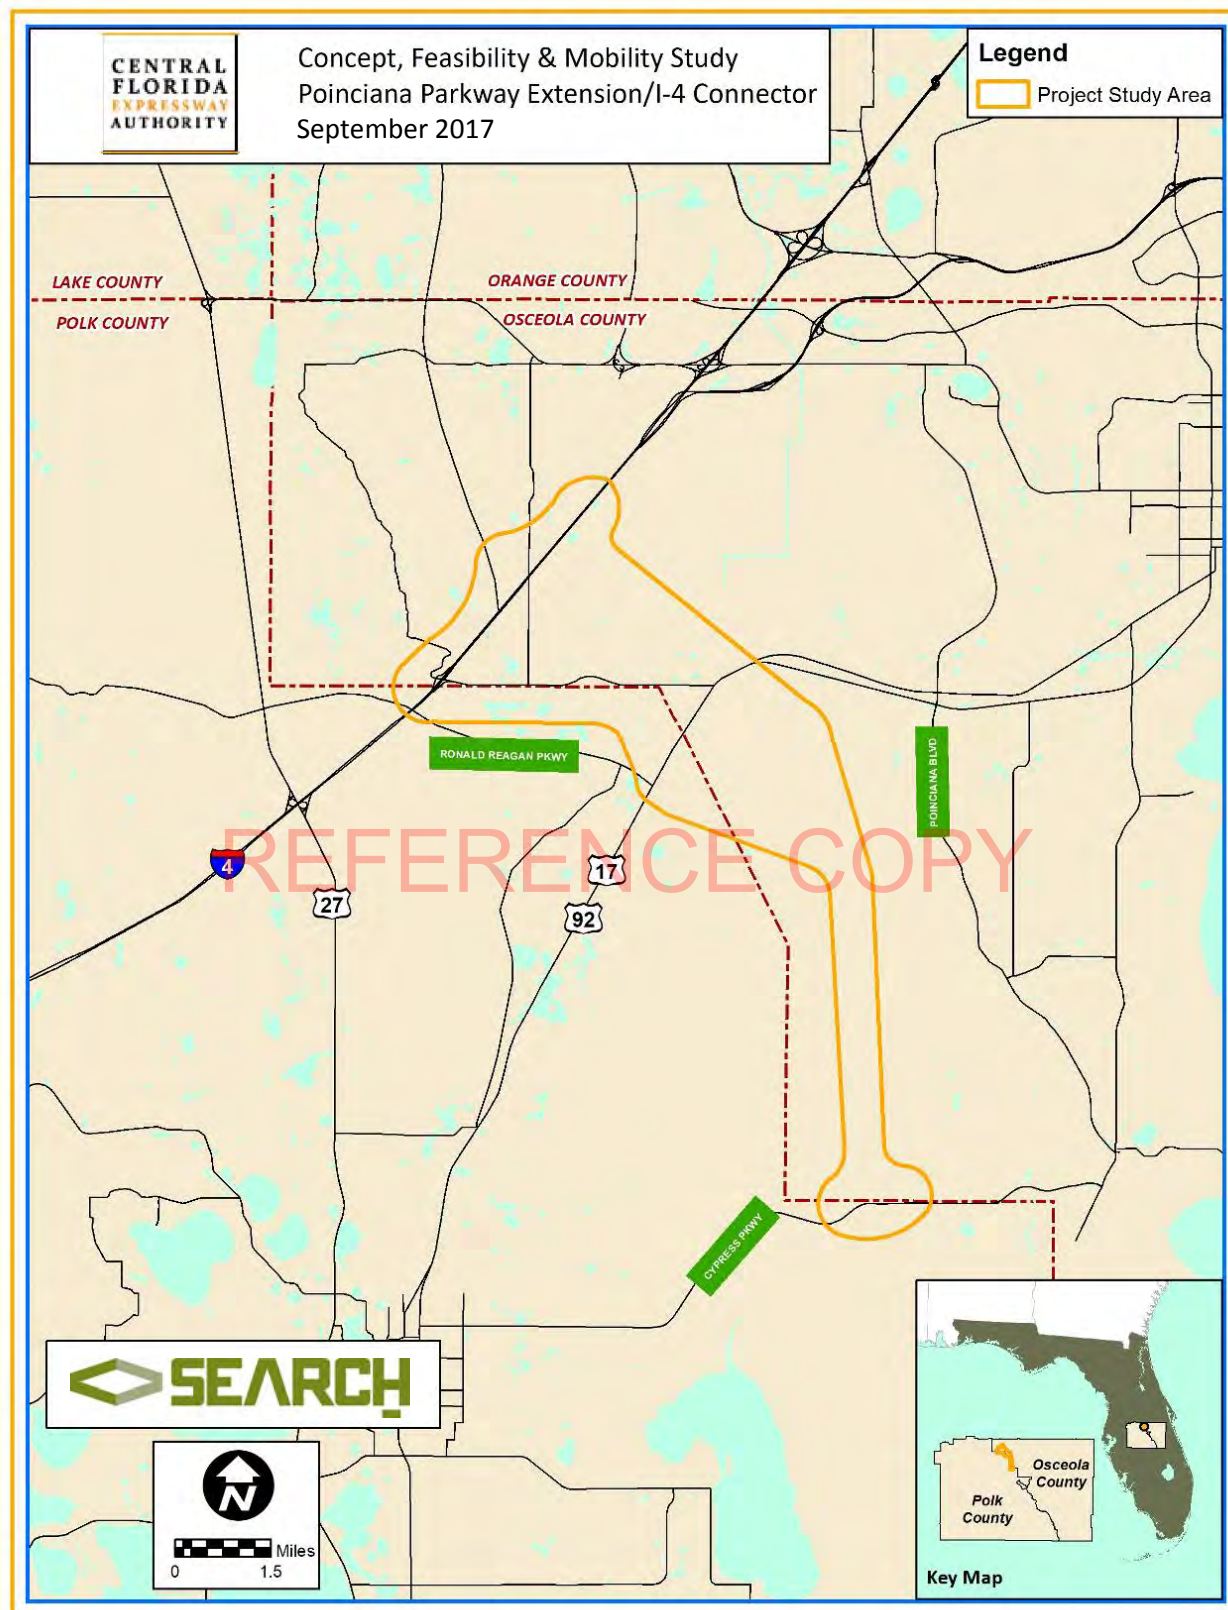 CENTRAL
FLORIDA
EXPRESSWAY
AUTHORITY
Concept, Feasibility & Mobility Study
Poinciana Parkway Extension/I-4 Connector
September 2017
Legend
Project Study Area
LAKE COUNTY
ORANGE COUNTY
POLK COUNTY
OSCEOLA COUNTY
RONALD REAGAN PKWY
POINCIANA BLVD
REFERENCE COPY
4
17
27
92
CYPRESS PKWY
SEARCH
N
Miles
0 1.5
Osceola
County
Polk
County
Key Map